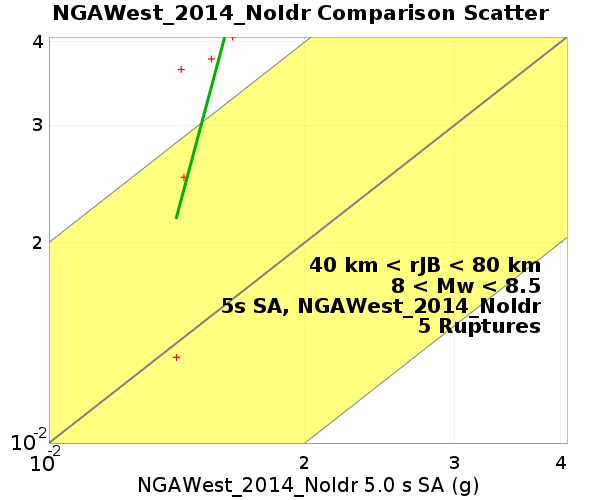 NGAWest_2014_NoIdr Comparison Scatter
4
3
2
10-2
40 km < rJB < 80 km
8 < Mw < 8.5
5s SA, NGAWest_2014_NoIdr
5 Ruptures
10-2 2 3 4
NGAWest_2014_NoIdr 5.0 s SA (g)